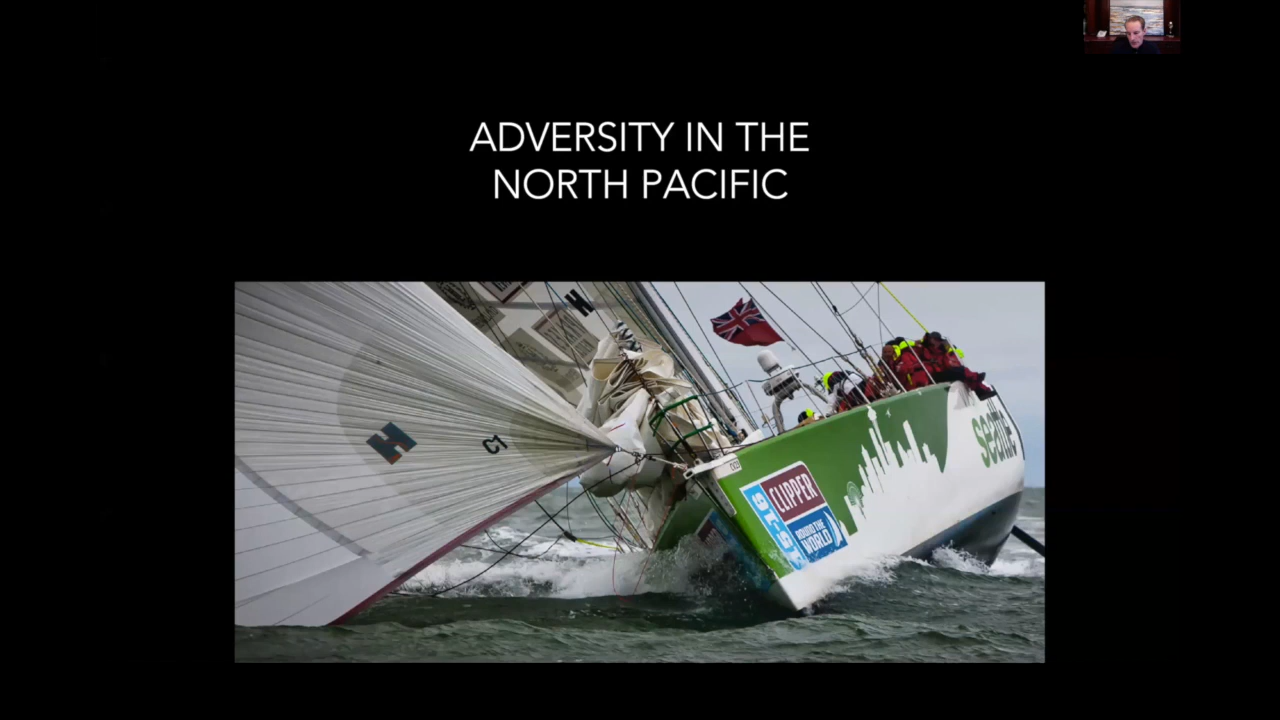 ADVERSITY IN THE
NORTH PACIFIC
H
H
C1
seattle
CLIPPER
ROUND THE
WORLD